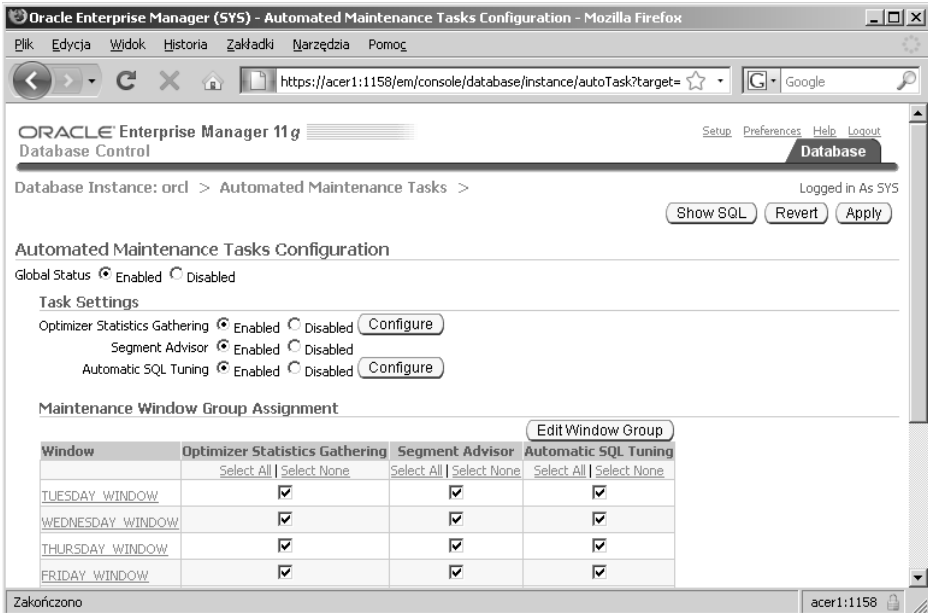 Oracle Enterprise Manager (SYS) - Automated Maintenance Tasks Configuration - Mozilla Firefox
Plik Edycja Widok Historia Zakładki Narzędzia Pomoc
https://acer1:1158/em/console/database/instance/autoTask?target= G Google
ORACLE Enterprise Manager 11g
Setup Preferences Help Logout
Database Control
Database
Database Instance: orcl > Automated Maintenance Tasks >
Logged in As SYS
Show SQL Revert Apply
Automated Maintenance Tasks Configuration
Global Status Enabled Disabled
Task Settings
Optimizer Statistics Gathering Enabled Disabled Configure
Segment Advisor Enabled Disabled
Automatic SQL Tuning Enabled Disabled Configure
Maintenance Window Group Assignment
Edit Window Group
Window Optimizer Statistics Gathering Segment Advisor Automatic SQL Tuning
Select All | Select None Select All | Select None Select All | Select None
TUESDAY_WINDOW
WEDNESDAY_WINDOW
THURSDAY_WINDOW
FRIDAY_WINDOW
Zakończono acer1:1158